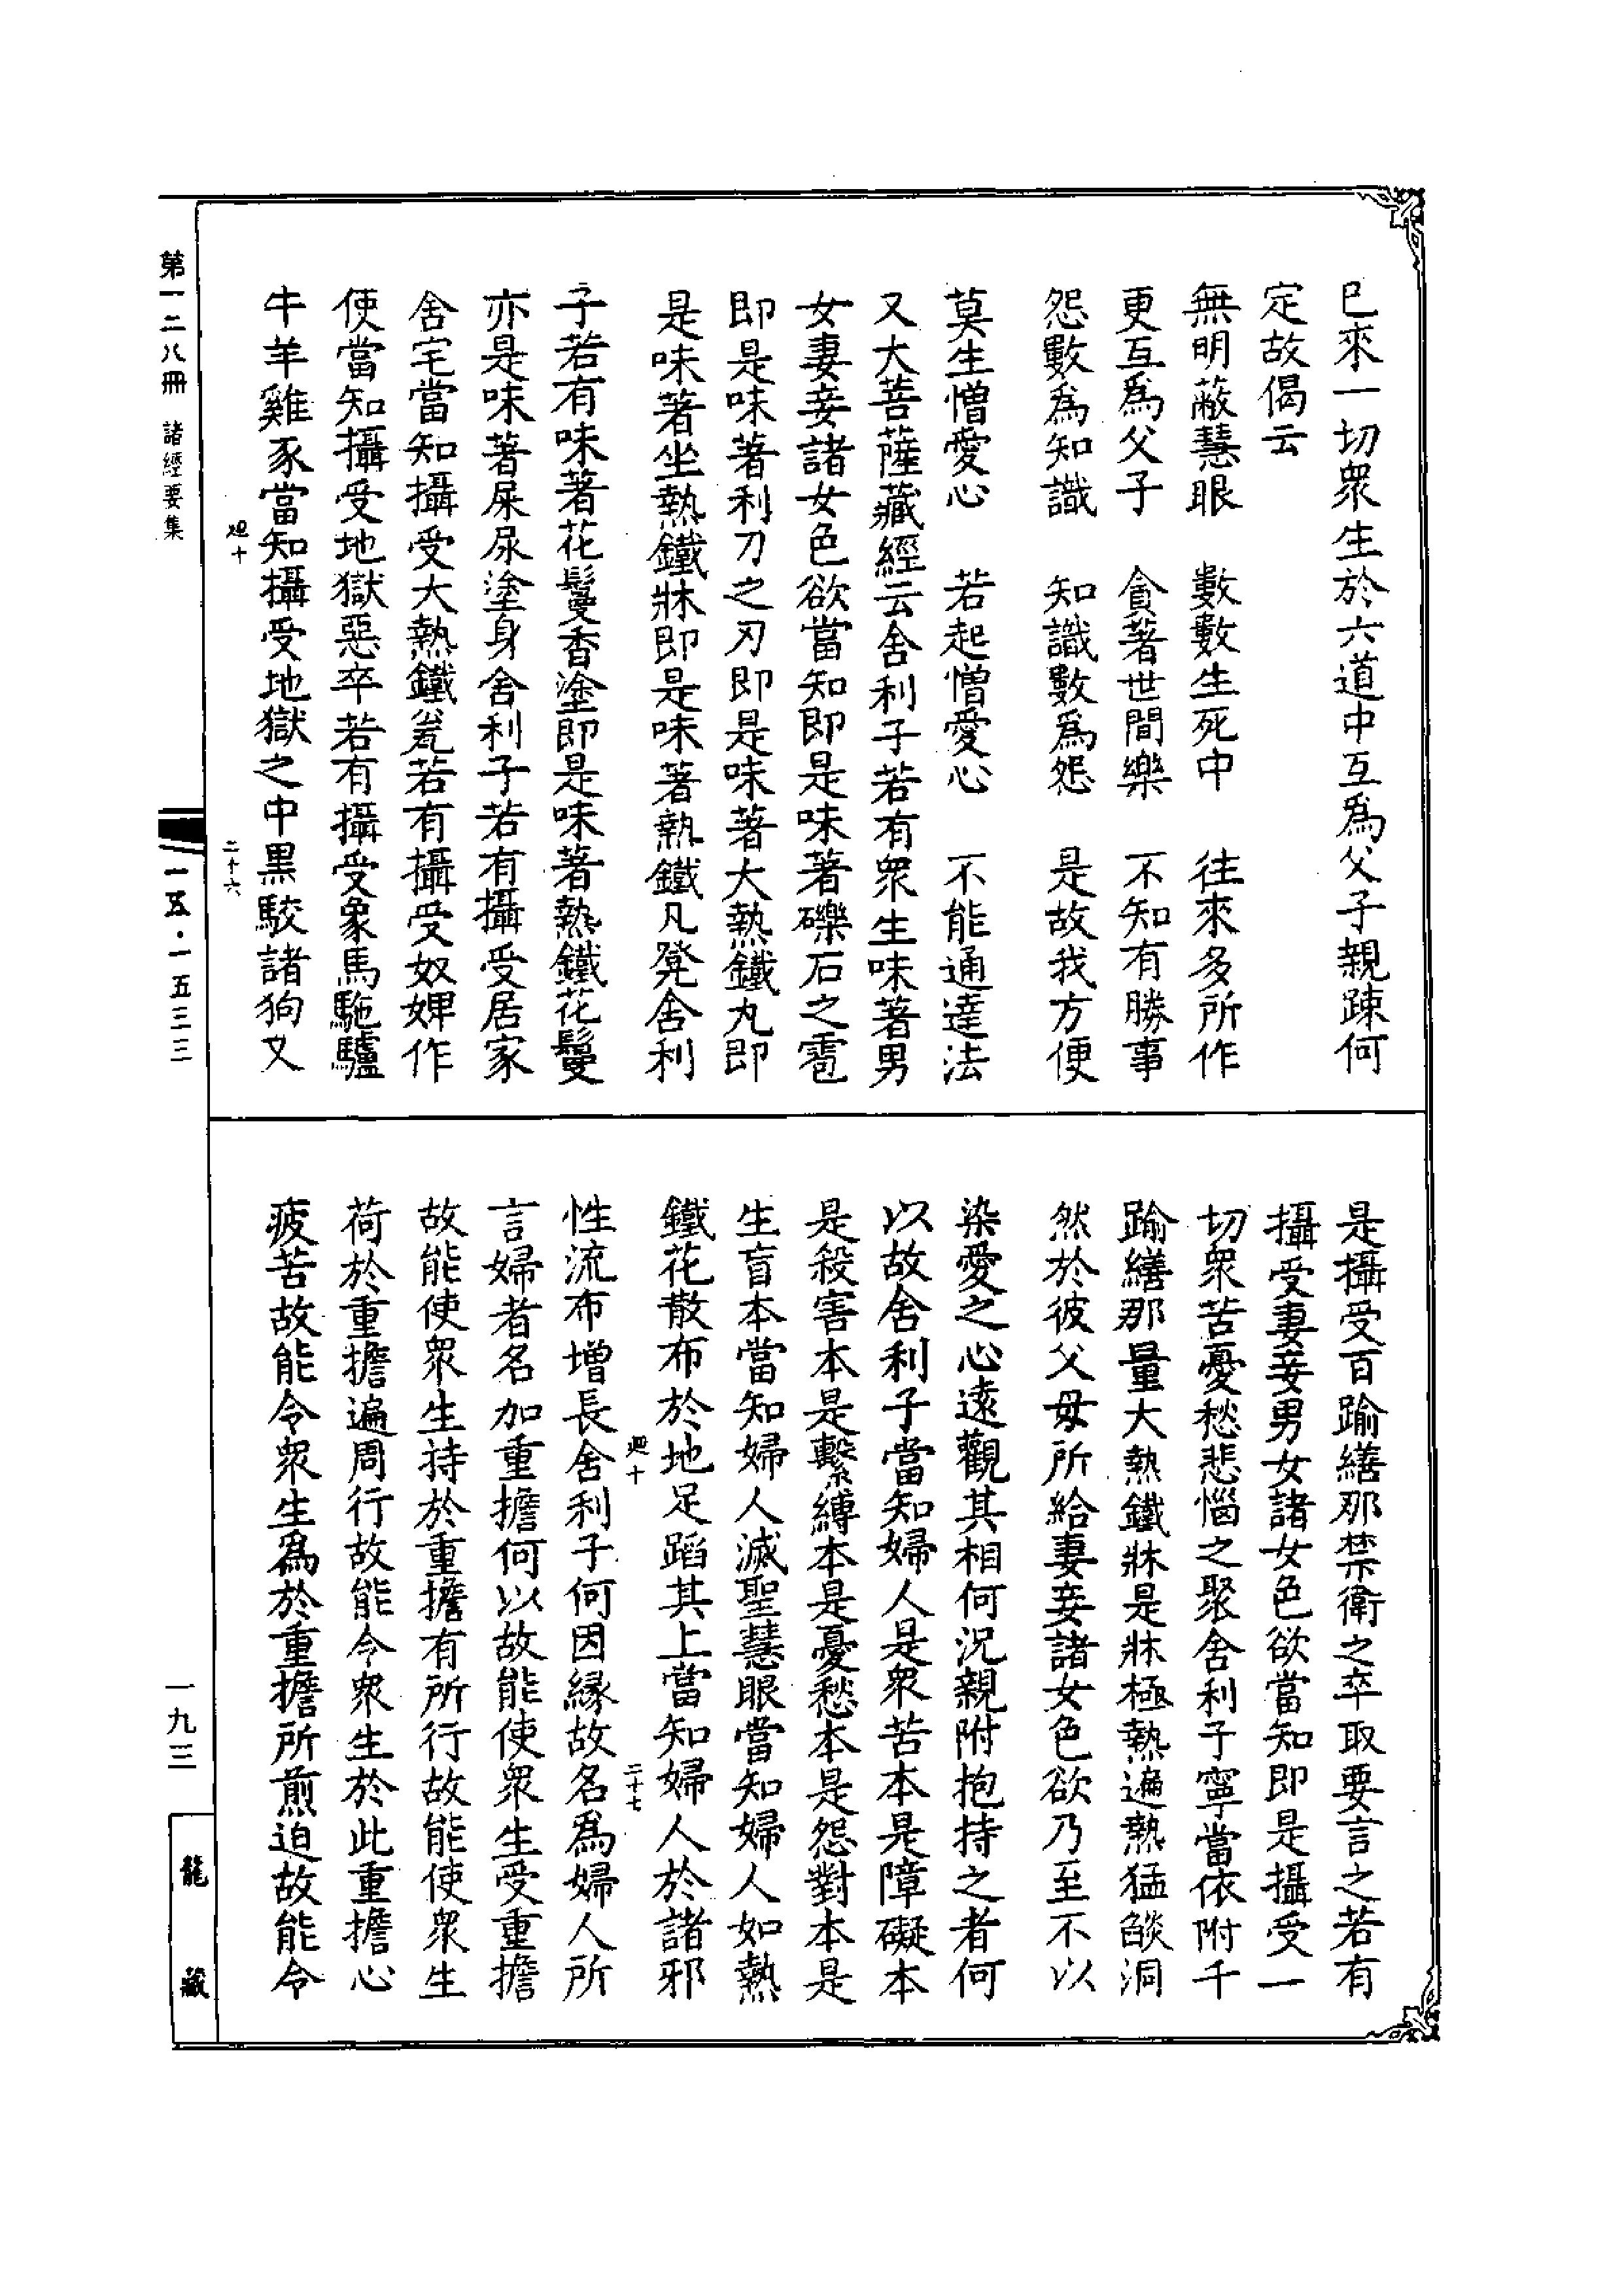 已來一切眾生於六道中互爲父子親踈何
定故偈云
無明蔽慧眼　數數生死中　往來多所作
更互爲父子　貪著世間樂　不知有勝事
怨數爲知識　知識數爲怨　是故我方便
莫生憎愛心　若起憎愛心　不能通達法
又大菩薩藏經云舍利子若有眾生味著男
女妻妾諸女色欲當知即是味著礫石之雹
即是味著利刀之刃即是味著大熱鐵丸即
是味著坐熱鐵牀即是味著熱鐵凡凳舍利
子若有味著花鬘香塗即是味著熱鐵花鬘
亦是味著屎尿塗身舍利子若有攝受居家
舍宅當知攝受大熱鐵瓮若有攝受奴婢作
使當知攝受地獄惡卒若有攝受象馬駞驢
牛羊雞豕當知攝受地獄之中黑駮諸狗又
是攝受百踰繕那禁衛之卒取要言之若有
攝受妻妾男女諸女色欲當知即是攝受一
切眾苦憂愁悲惱之聚舍利子寧當依附千
踰繕那量大熱鐵牀是牀極熱遍熱猛燄洞
然於彼父母所給妻妾諸女色欲乃至不以
染愛之心遠觀其相何況親附抱持之者何
以故舍利子當知婦人是眾苦本是障礙本
是殺害本是繫縛本是憂愁本是怨對本是
生盲本當知婦人滅聖慧眼當知婦人如熱
鐵花散布於地足蹈其上當知婦人於諸邪
性流布增長舍利子何因緣故名爲婦人所
言婦者名加重擔何以故能使眾生受重擔
故能使眾生持於重擔有所行故能使眾生
荷於重擔遍周行故能令眾生於此重擔心
疲苦故能令眾生爲於重擔所煎迫故能令
第一二八冊　諸經要集
廻十
二十六
一五·一五三三
廻十
二十七
一九三
龍藏